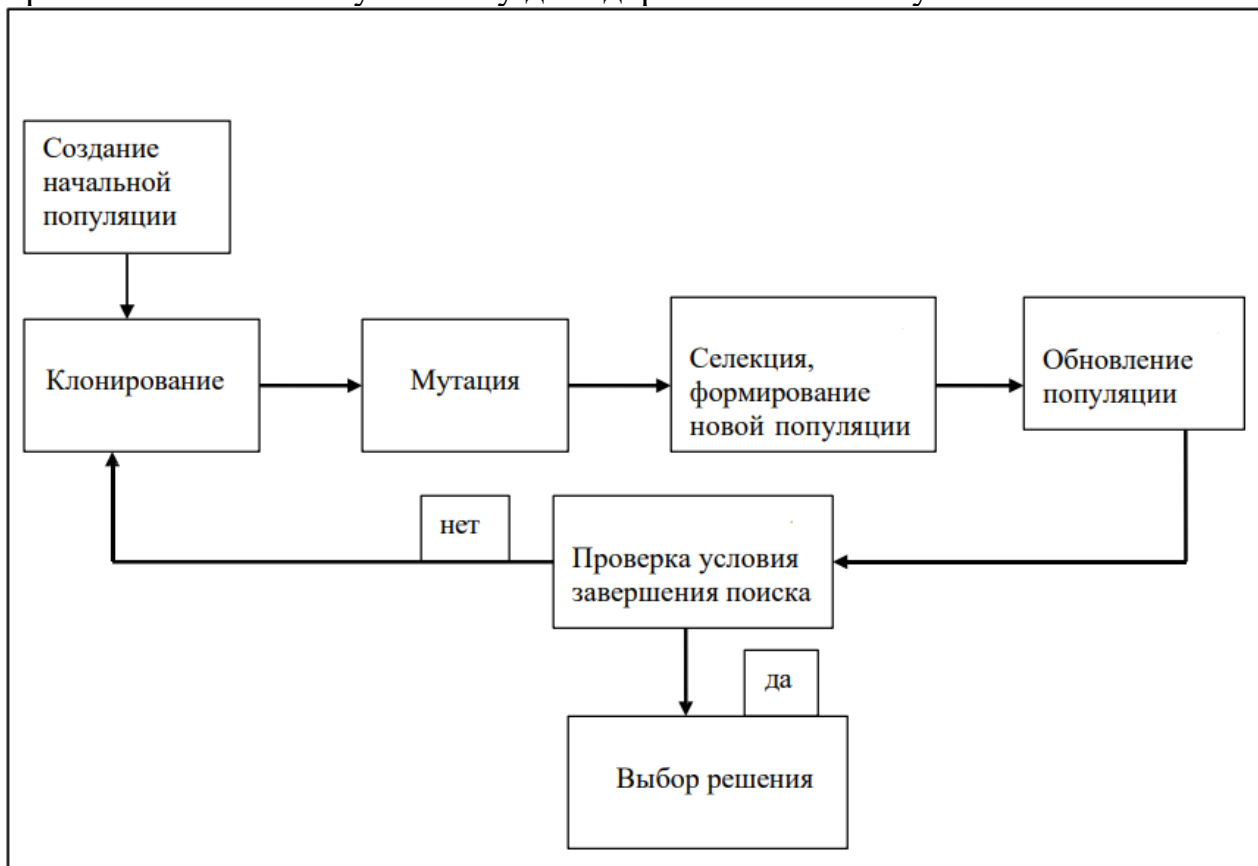 Создание
начальной
популяции
Клонирование
Мутация
Селекция,
формирование
новой популяции
Обновление
популяции
нет
Проверка условия
завершения поиска
да
Выбор решения